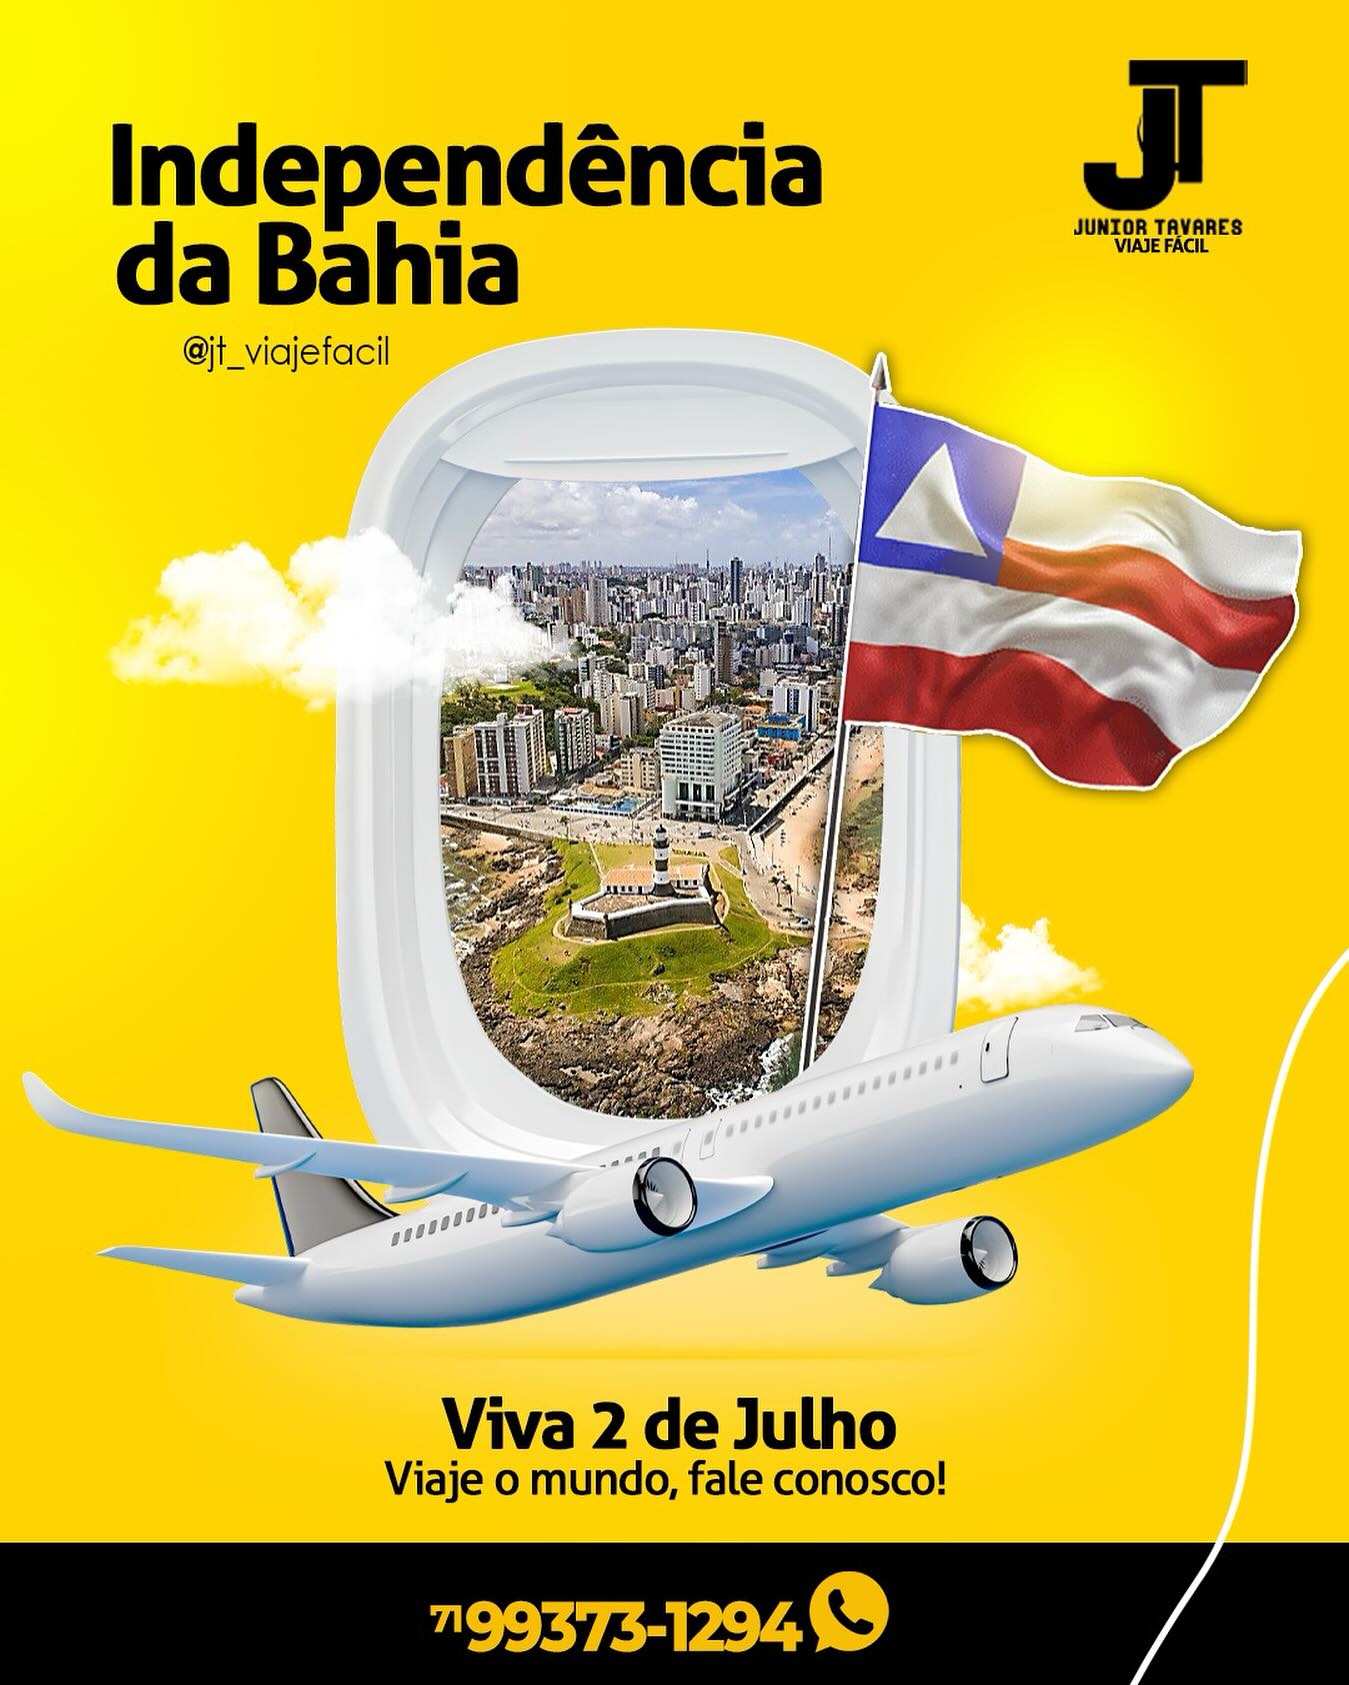 JT
JUNIOR TAVARES
VIAJE FÁCIL
Independência
da Bahia
@jt_viajefacil
Viva 2 de Julho
Viaje o mundo, fale conosco!
71 99373-1294